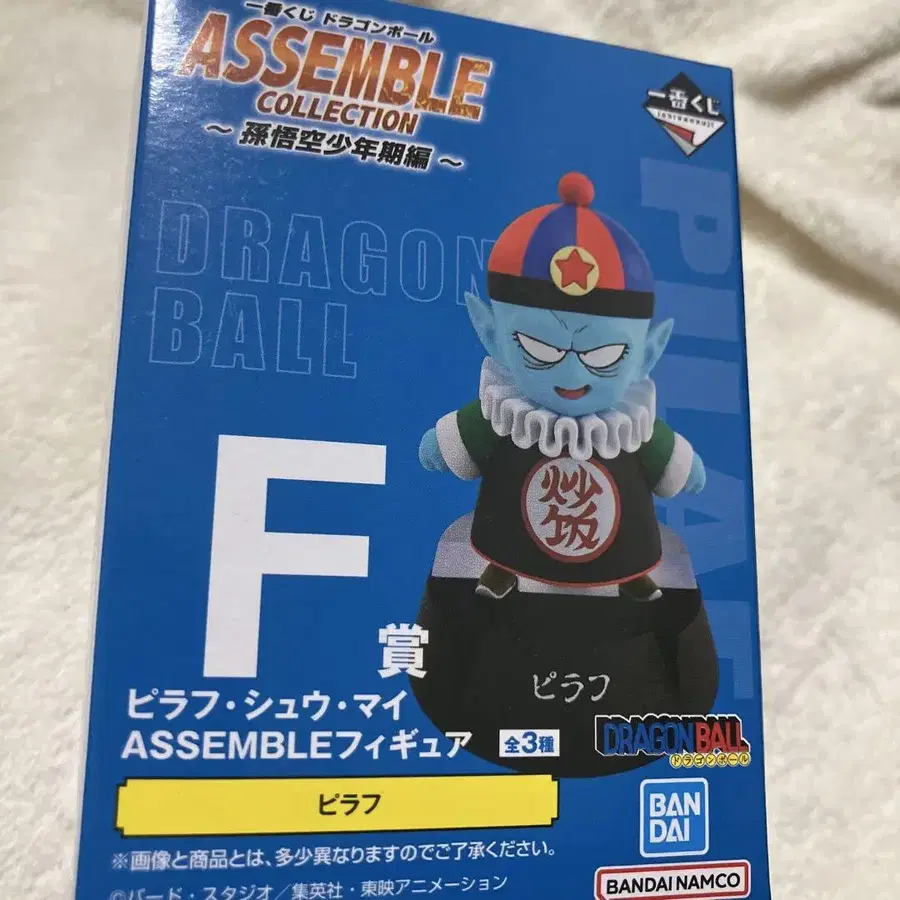 一番くじ ドラゴンボール
ASSEMBLE
COLLECTION
~ 孫悟空少年期編 ~
一番くじ
ICHIBANKUJI
DRAGON
BALL
PILAF
炒
飯
ピラフ
F
賞
ピラフ・シュウ・マイ
ASSEMBLEフィギュア 全3種
ピラフ
DRAGONBALL
ドラゴンボール
BAN
DAI
※画像と商品とは、多少異なりますのでご了承ください。
©バード・スタジオ/集英社・東映アニメーション
BANDAI NAMCO